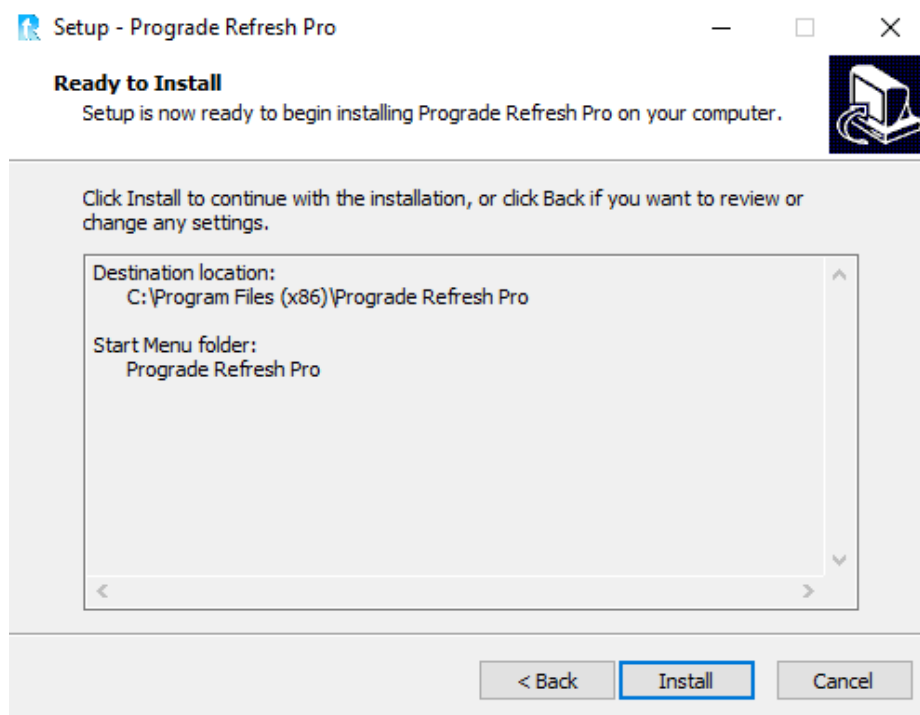 Setup - Prograde Refresh Pro
Ready to Install
Setup is now ready to begin installing Prograde Refresh Pro on your computer.
Click Install to continue with the installation, or click Back if you want to review or
change any settings.
Destination location:
C:\Program Files (x86)\Prograde Refresh Pro
Start Menu folder:
Prograde Refresh Pro
< Back
Install
Cancel